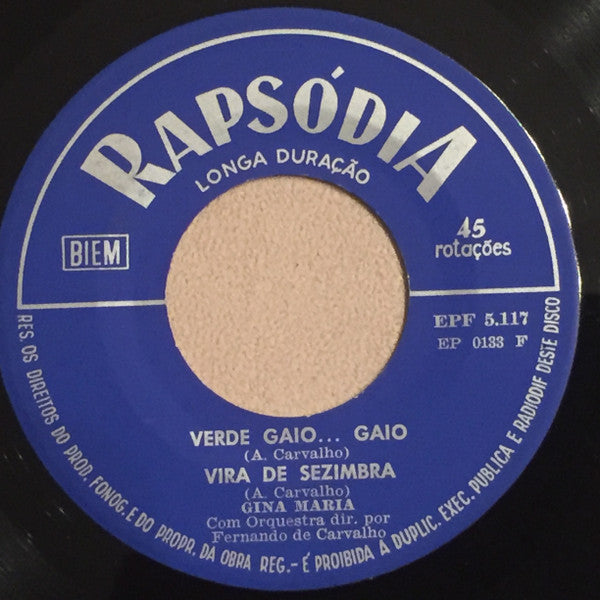 RAPSÓDIA
LONGA DURAÇÃO
BIEM
45
rotações
EPF 5.117
EP 0133 F
VERDE GAIO... GAIO
(A. Carvalho)
VIRA DE SEZIMBRA
(A. Carvalho)
GINA MARIA
Com Orquestra dir. por
Fernando de Carvalho
RES. OS DIREITOS DO PROD. FONOG. E DO PROPR. DA OBRA REG.- É PROIBIDA A DUPLIC. EXEC. PUBLICA E RADIODIF DESTE DISCO